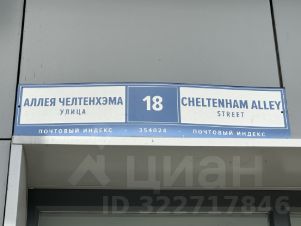 АЛЛЕЯ ЧЕЛТЕНХЭМА
УЛИЦА
18
CHELTENHAM ALLEY
STREET
ПОЧТОВЫЙ ИНДЕКС - 354024 - ПОЧТОВЫЙ ИНДЕКС
циан
ID 322717846